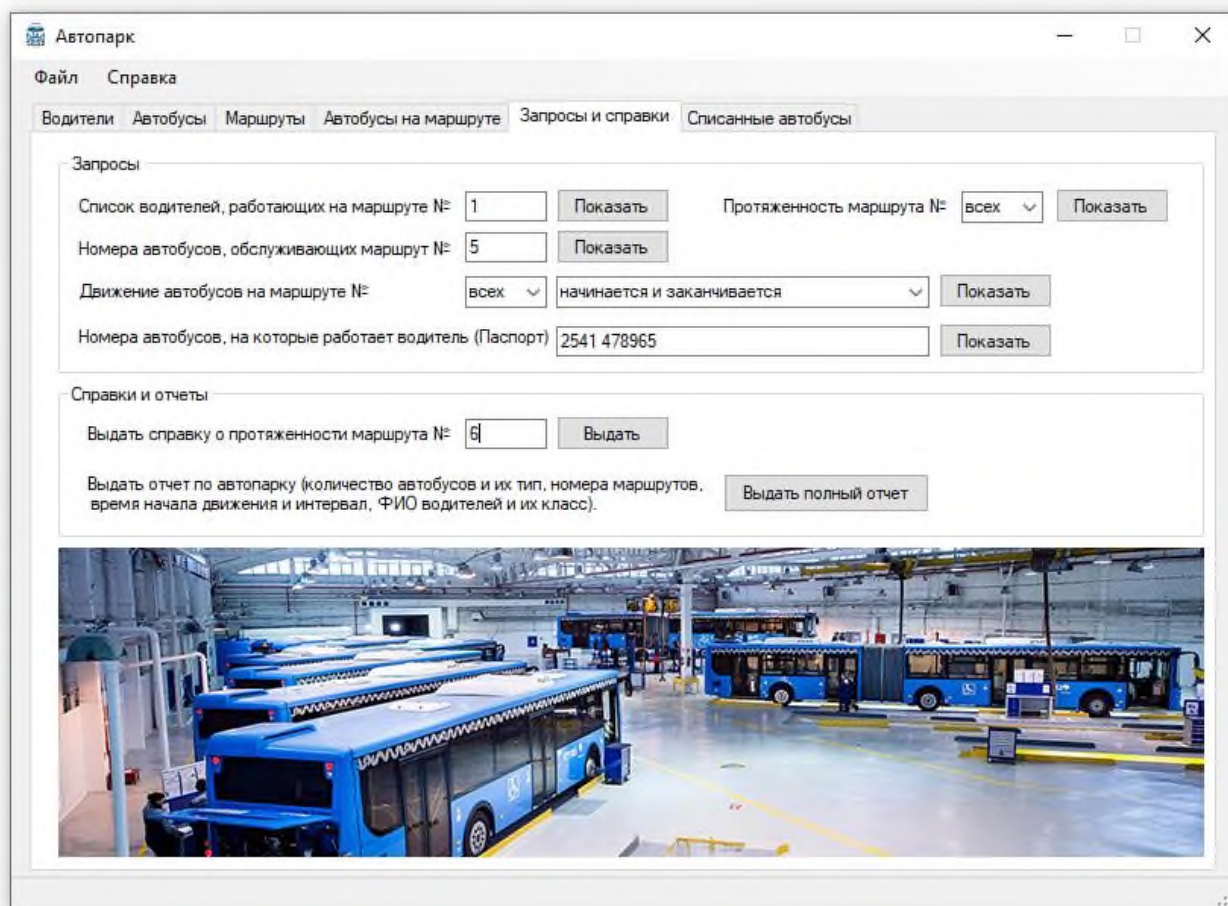 Автопарк
Файл Справка
Водители Автобусы Маршруты Автобусы на маршруте Запросы и справки Списанные автобусы
Запросы
Список водителей, работающих на маршруте № 1 Показать Протяженность маршрута № всех Показать
Номера автобусов, обслуживающих маршрут № 5 Показать
Движение автобусов на маршруте № всех начинается и заканчивается Показать
Номера автобусов, на которые работает водитель (Паспорт) 2541 478965 Показать
Справки и отчеты
Выдать справку о протяженности маршрута № 6 Выдать
Выдать отчет по автопарку (количество автобусов и их тип, номера маршрутов,
время начала движения и интервал, ФИО водителей и их класс). Выдать полный отчет